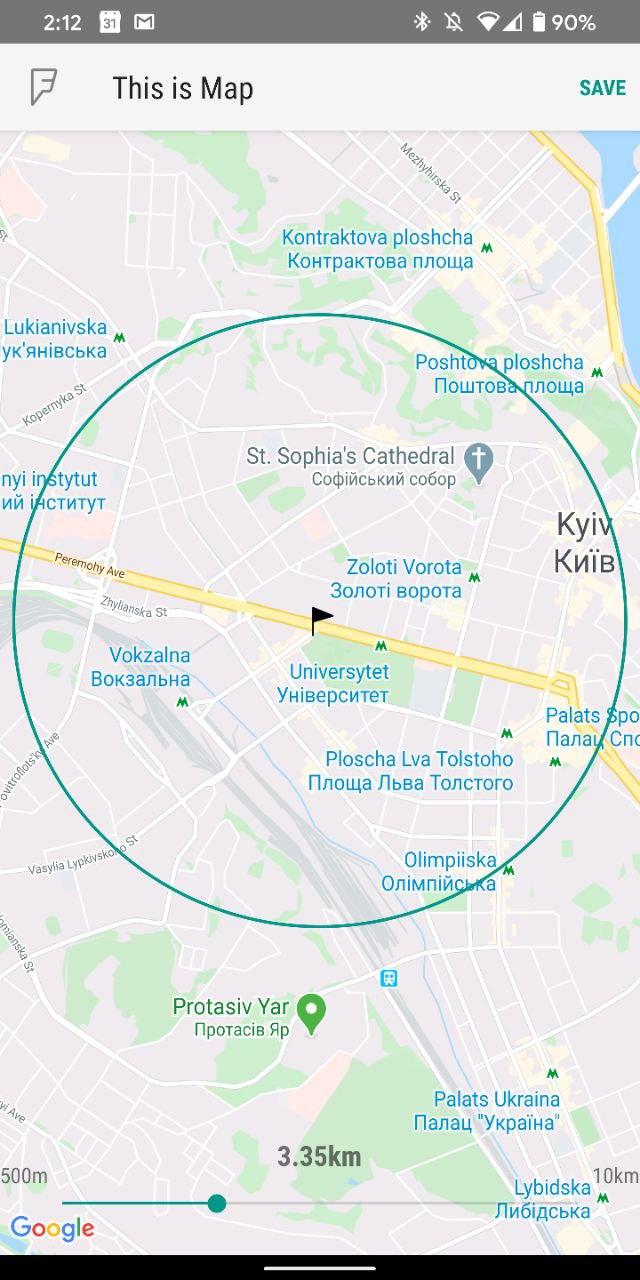 2:12
31
90%
This is Map
SAVE
Mezhyhirska St
Kontraktova ploshcha
Контрактова площа
Lukianivska
ук'янівська
Poshtova ploshcha
Поштова площа
Kopernyka St
St. Sophia's Cathedral
Софійський собор
nyi instytut
ий інститут
Kyiv
Київ
Peremohy Ave
Zoloti Vorota
Золоті ворота
Zhylianska St
Vokzalna
Вокзальна
Universytet
Університет
Palats Spo
Палац Спо
Ploscha Lva Tolstoho
Площа Льва Толстого
ovitroflots'kyi Ave
Vasylia Lypkivskoho St
Olimpiiska
Олімпійська
omianska St
Protasiv Yar
Протасів Яр
Palats Ukraina
Палац "Україна"
yi Ave
3.35km
500m
10km
Lybidska
Либідська
Google